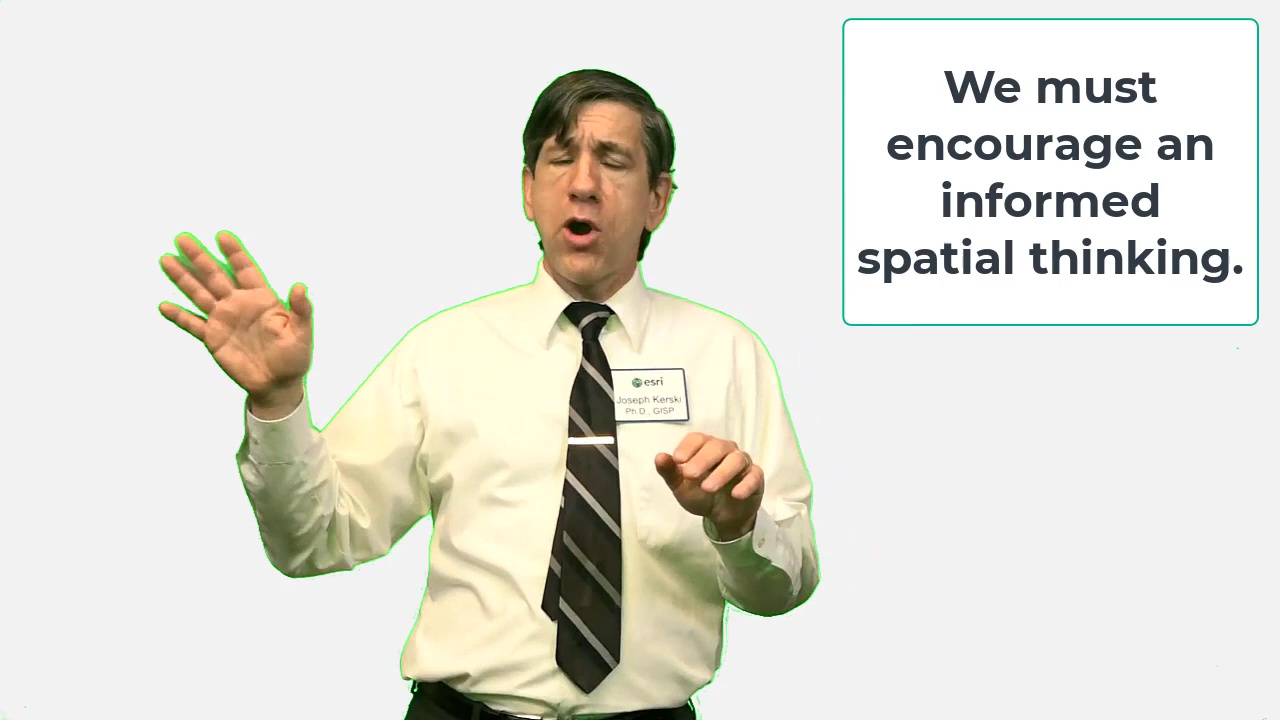 We must
encourage an
informed
spatial thinking.
esri
Joseph Kerski
Ph.D., GISP